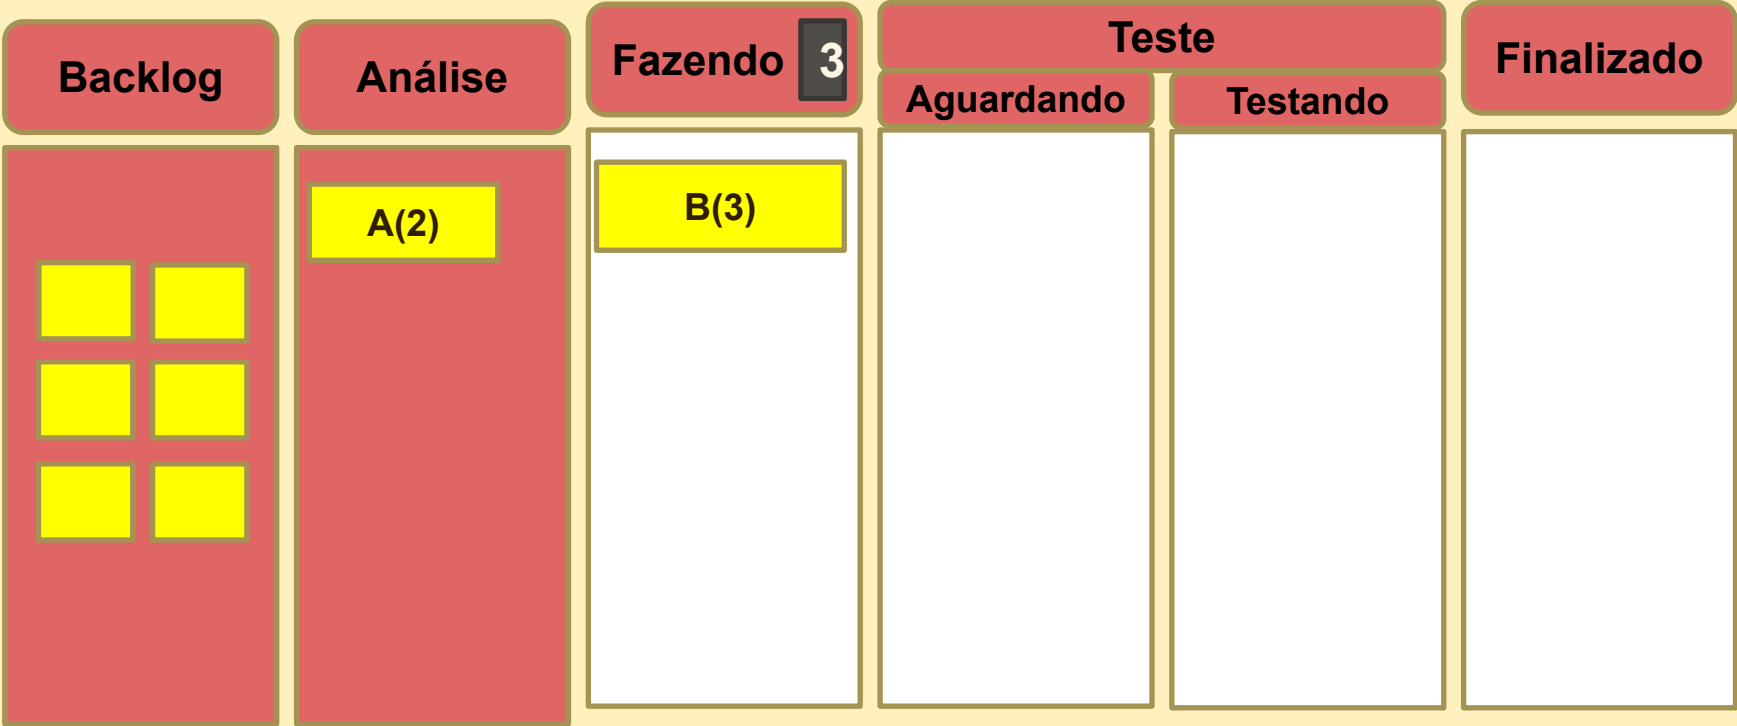 Backlog
Análise
Fazendo 3
Teste
Aguardando
Testando
Finalizado
A(2)
B(3)